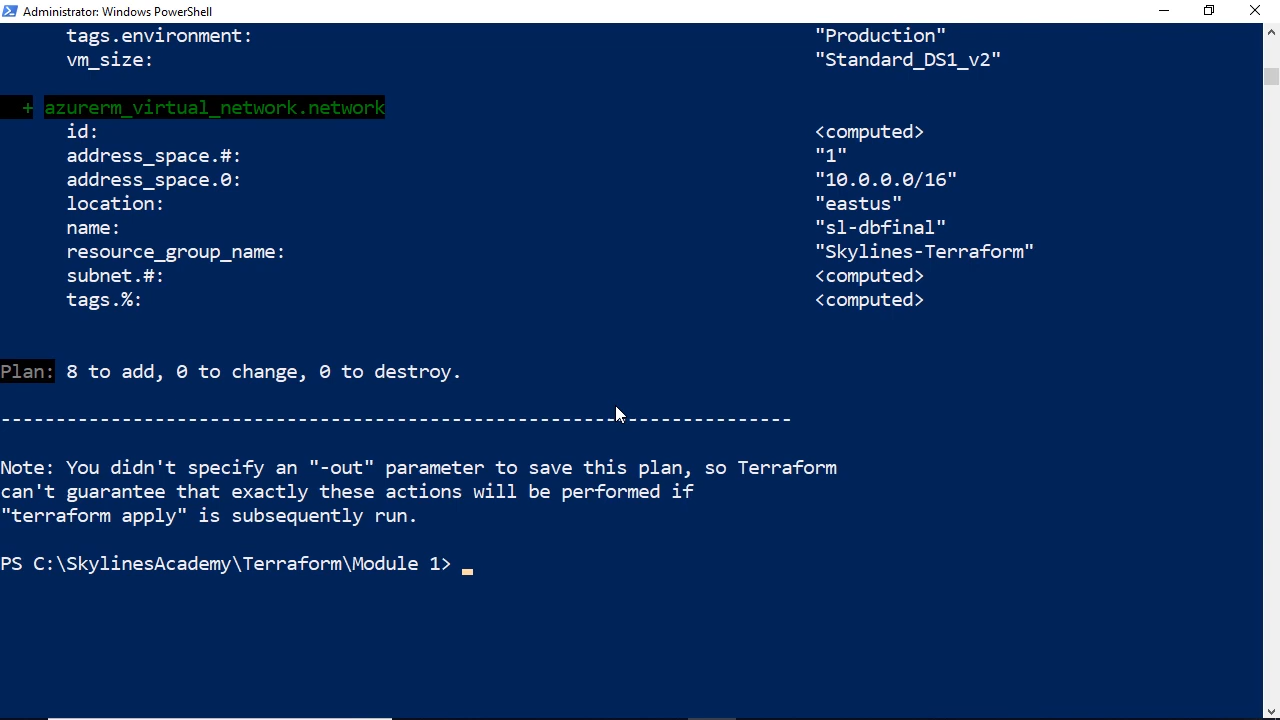 Administrator: Windows PowerShell
tags.environment: "Production"
vm_size: "Standard_DS1_v2"
+ azurerm_virtual_network.network
id: <computed>
address_space.#: "1"
address_space.0: "10.0.0.0/16"
location: "eastus"
name: "sl-dbfinal"
resource_group_name: "Skylines-Terraform"
subnet.#: <computed>
tags.%: <computed>
Plan: 8 to add, 0 to change, 0 to destroy.
------------------------------------------------------------------------
Note: You didn't specify an "-out" parameter to save this plan, so Terraform
can't guarantee that exactly these actions will be performed if
"terraform apply" is subsequently run.
PS C:\SkylinesAcademy\Terraform\Module 1>